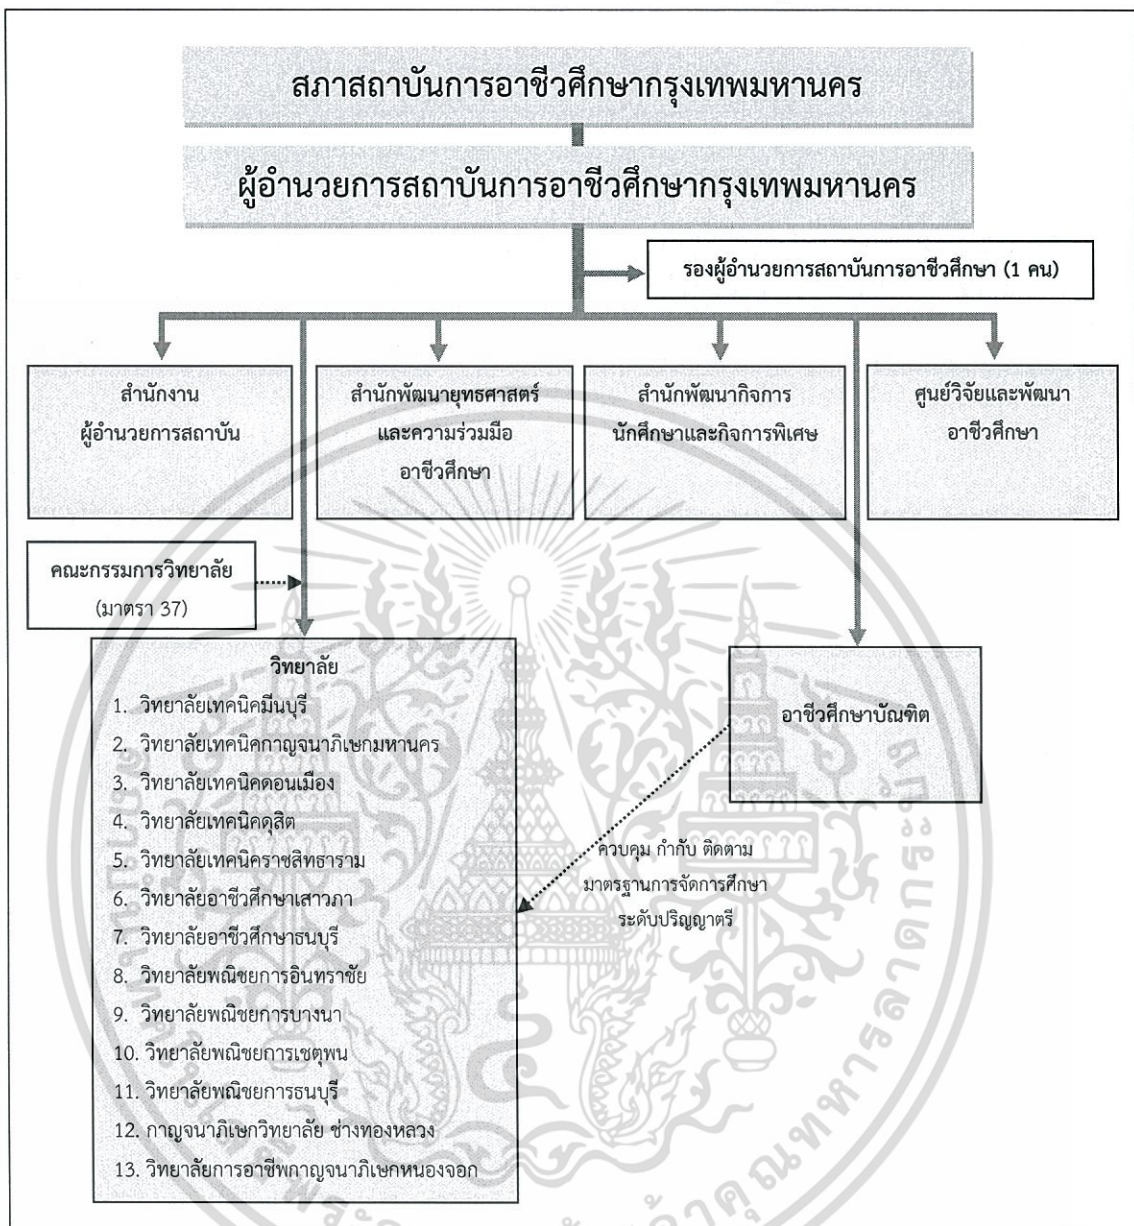 สภาสถาบันการอาชีวศึกษากรุงเทพมหานคร
ผู้อำนวยการสถาบันการอาชีวศึกษากรุงเทพมหานคร
รองผู้อำนวยการสถาบันการอาชีวศึกษา (1 คน)
สำนักงาน
ผู้อำนวยการสถาบัน
สำนักพัฒนายุทธศาสตร์
และความร่วมมือ
อาชีวศึกษา
สำนักพัฒนากิจการ
นักศึกษาและกิจการพิเศษ
ศูนย์วิจัยและพัฒนา
อาชีวศึกษา
คณะกรรมการวิทยาลัย
(มาตรา 37)
วิทยาลัย
1. วิทยาลัยเทคนิคมีนบุรี
2. วิทยาลัยเทคนิคกาญจนาภิเษกมหานคร
3. วิทยาลัยเทคนิคดอนเมือง
4. วิทยาลัยเทคนิคดุสิต
5. วิทยาลัยเทคนิคราชสิทธาราม
6. วิทยาลัยอาชีวศึกษาเสาวภา
7. วิทยาลัยอาชีวศึกษาธนบุรี
8. วิทยาลัยพณิชยการอินทราชัย
9. วิทยาลัยพณิชยการบางนา
10. วิทยาลัยพณิชยการเชตุพน
11. วิทยาลัยพณิชยการธนบุรี
12. กาญจนาภิเษกวิทยาลัย ช่างทองหลวง
13. วิทยาลัยการอาชีพกาญจนาภิเษกหนองจอก
อาชีวศึกษาบัณฑิต
ควบคุม กำกับ ติดตาม
มาตรฐานการจัดการศึกษา
ระดับปริญญาตรี